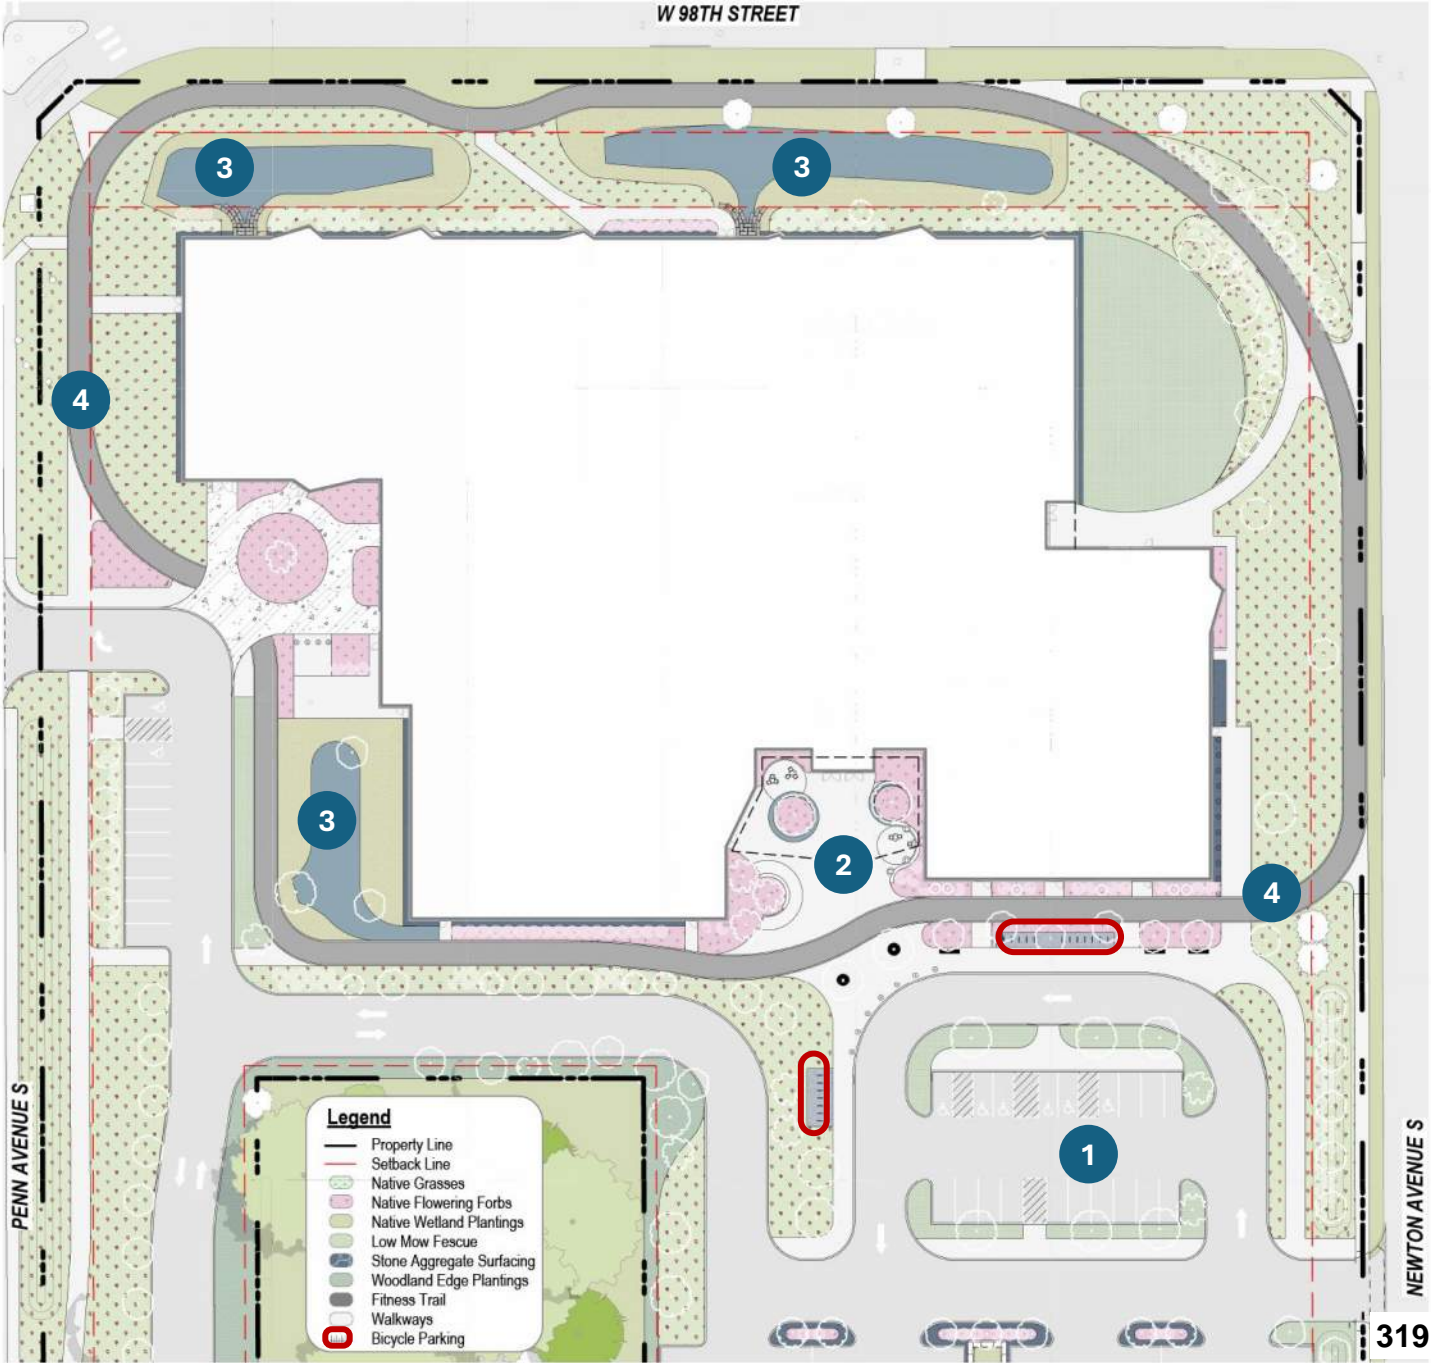 W 98TH STREET
3
3
4
3
2
4
1
PENN AVENUE S
NEWTON AVENUE S
Legend
Property Line
Setback Line
Native Grasses
Native Flowering Forbs
Native Wetland Plantings
Low Mow Fescue
Stone Aggregate Surfacing
Woodland Edge Plantings
Fitness Trail
Walkways
Bicycle Parking
319